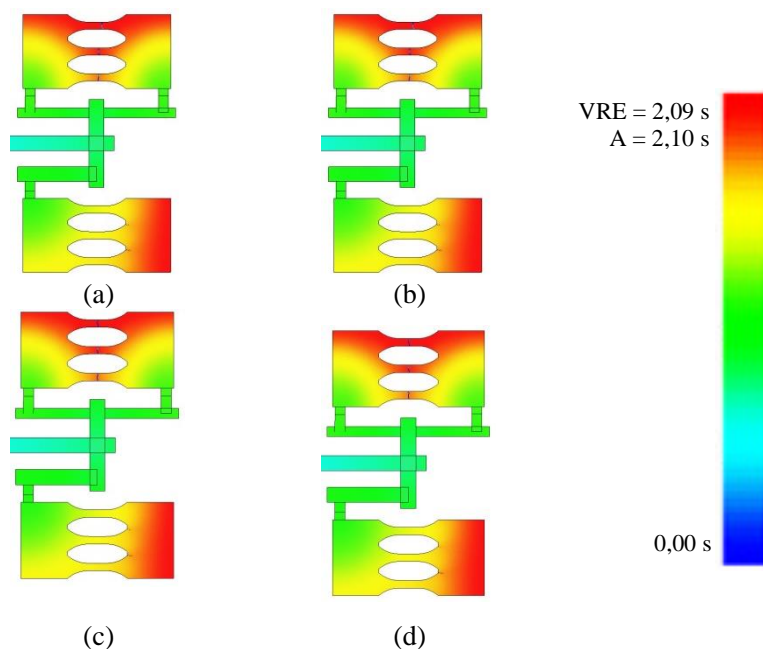 VRE = 2,09 s
A = 2,10 s
(a)
(b)
0,00 s
(c)
(d)